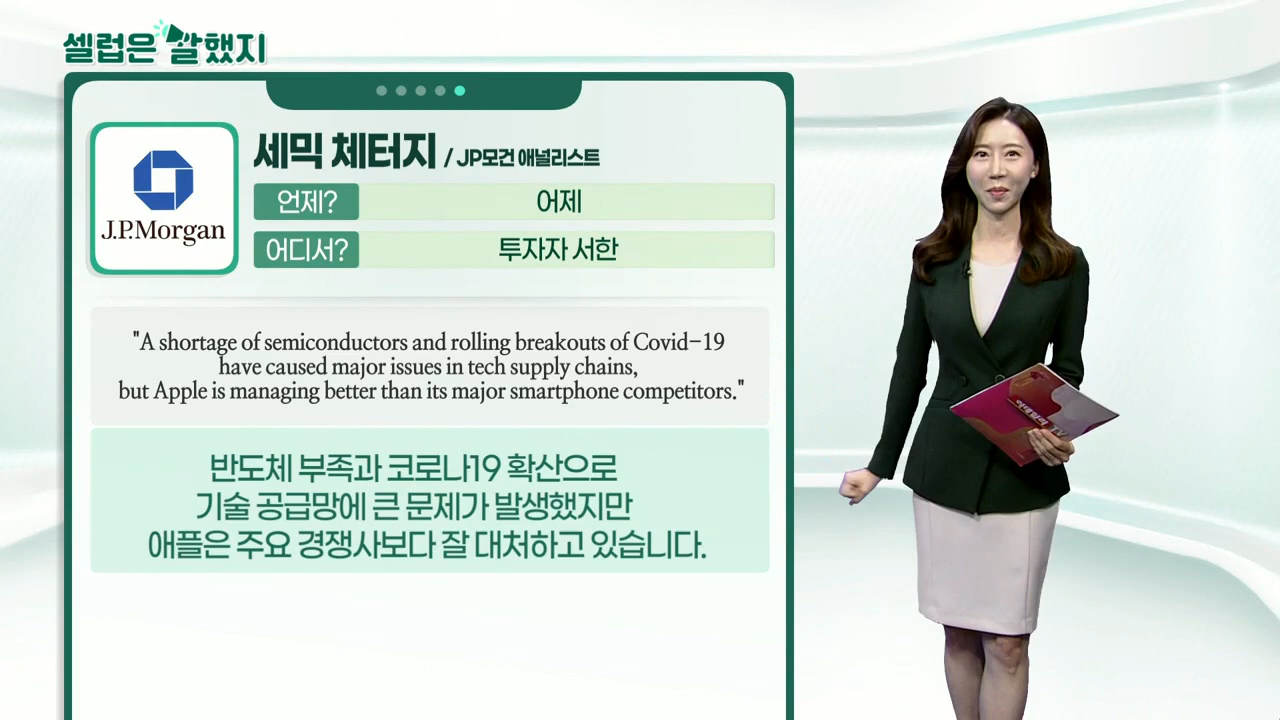 셀럽은 말했지
J.P.Morgan
세믹 체터지 / JP모건 애널리스트
언제? 어제
어디서? 투자자 서한
"A shortage of semiconductors and rolling breakouts of Covid-19
have caused major issues in tech supply chains,
but Apple is managing better than its major smartphone competitors."
반도체 부족과 코로나19 확산으로
기술 공급망에 큰 문제가 발생했지만
애플은 주요 경쟁사보다 잘 대처하고 있습니다.